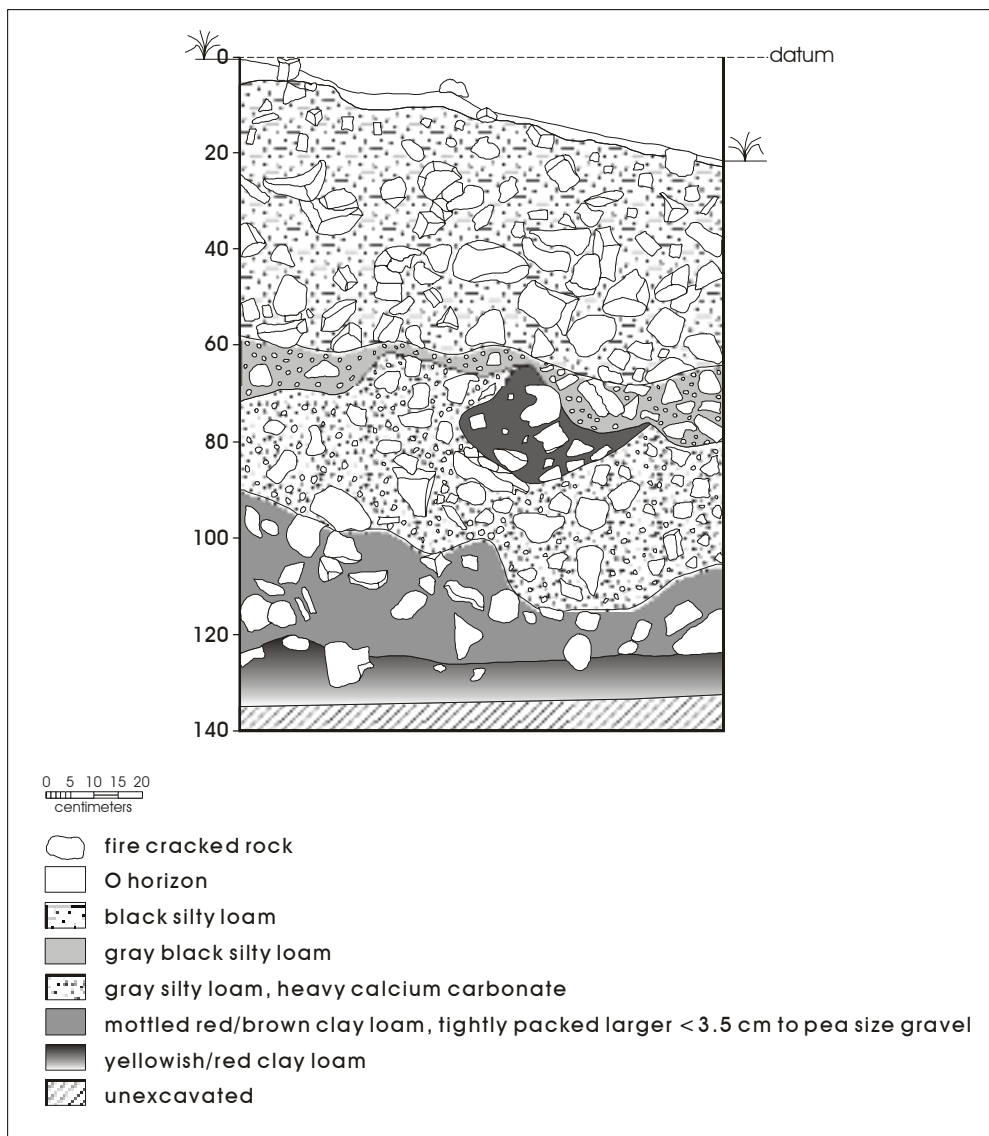 0 datum
20
40
60
80
100
120
140
0 5 10 15 20
centimeters
fire cracked rock
O horizon
black silty loam
gray black silty loam
gray silty loam, heavy calcium carbonate
mottled red/brown clay loam, tightly packed larger <3.5 cm to pea size gravel
yellowish/red clay loam
unexcavated